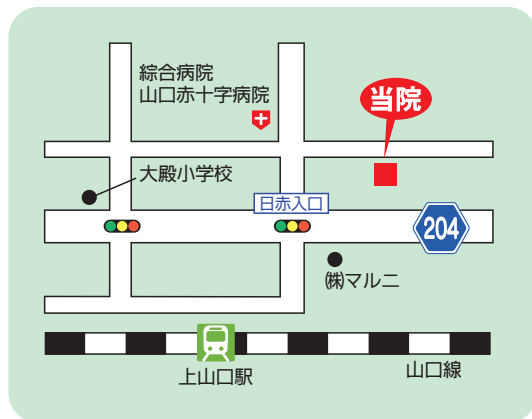 綜合病院
山口赤十字病院
当院
大殿小学校
日赤入口
204
㈱マルニ
上山口駅
山口線